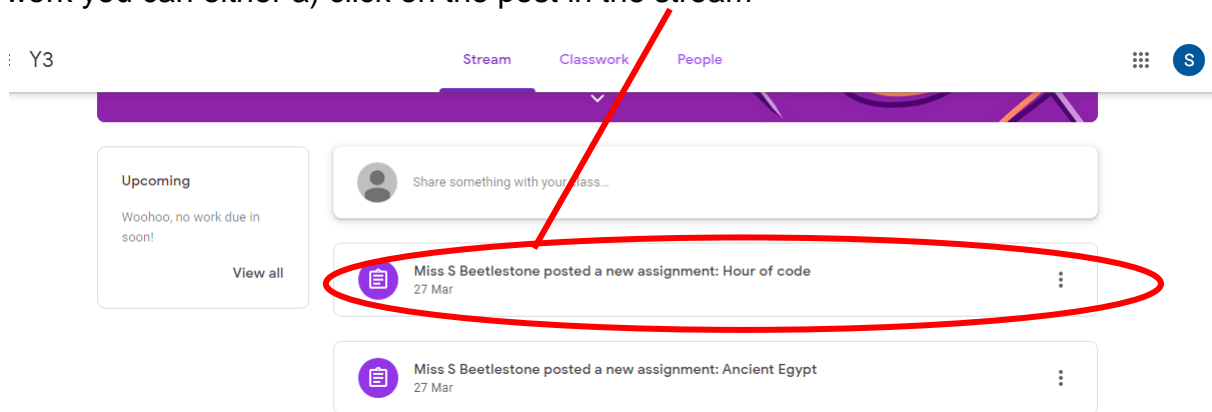 work you can either a) click on the post in the stream
Y3
Stream Classwork People
S
Upcoming
Woohoo, no work due in
soon!
View all
Share something with your class...
Miss S Beetlestone posted a new assignment: Hour of code
27 Mar
Miss S Beetlestone posted a new assignment: Ancient Egypt
27 Mar